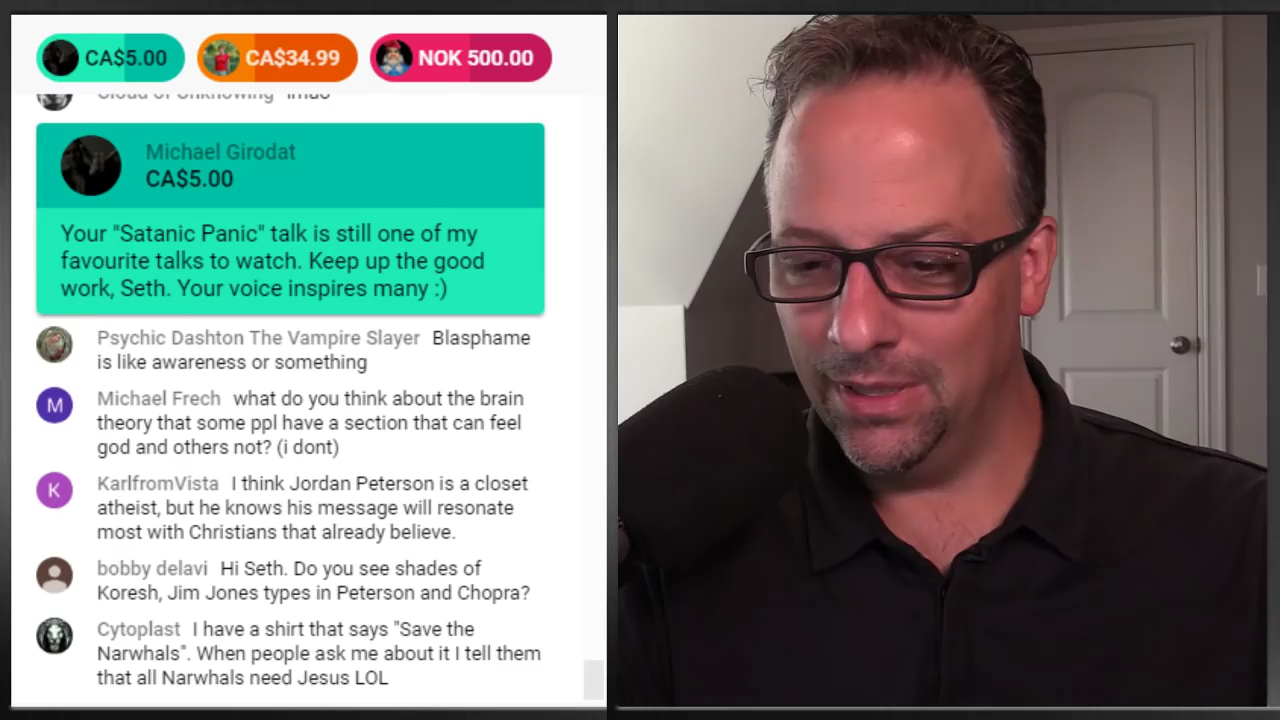 CA$5.00 CA$34.99 NOK 500.00
Cloud of Unknowing lmao
Michael Girodat
CA$5.00
Your "Satanic Panic" talk is still one of my
favourite talks to watch. Keep up the good
work, Seth. Your voice inspires many :)
Psychic Dashton The Vampire Slayer Blasphame
is like awareness or something
M Michael Frech what do you think about the brain
theory that some ppl have a section that can feel
god and others not? (i dont)
K KarlfromVista I think Jordan Peterson is a closet
atheist, but he knows his message will resonate
most with Christians that already believe.
bobby delavi Hi Seth. Do you see shades of
Koresh, Jim Jones types in Peterson and Chopra?
Cytoplast I have a shirt that says "Save the
Narwhals". When people ask me about it I tell them
that all Narwhals need Jesus LOL